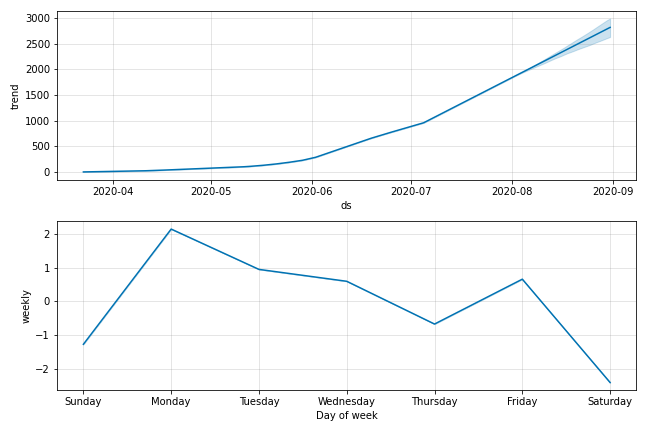 3000
2500
2000
1500
1000
500
0
trend
2020-04 2020-05 2020-06 2020-07 2020-08 2020-09
ds
2
1
0
−1
−2
weekly
Sunday Monday Tuesday Wednesday Thursday Friday Saturday
Day of week